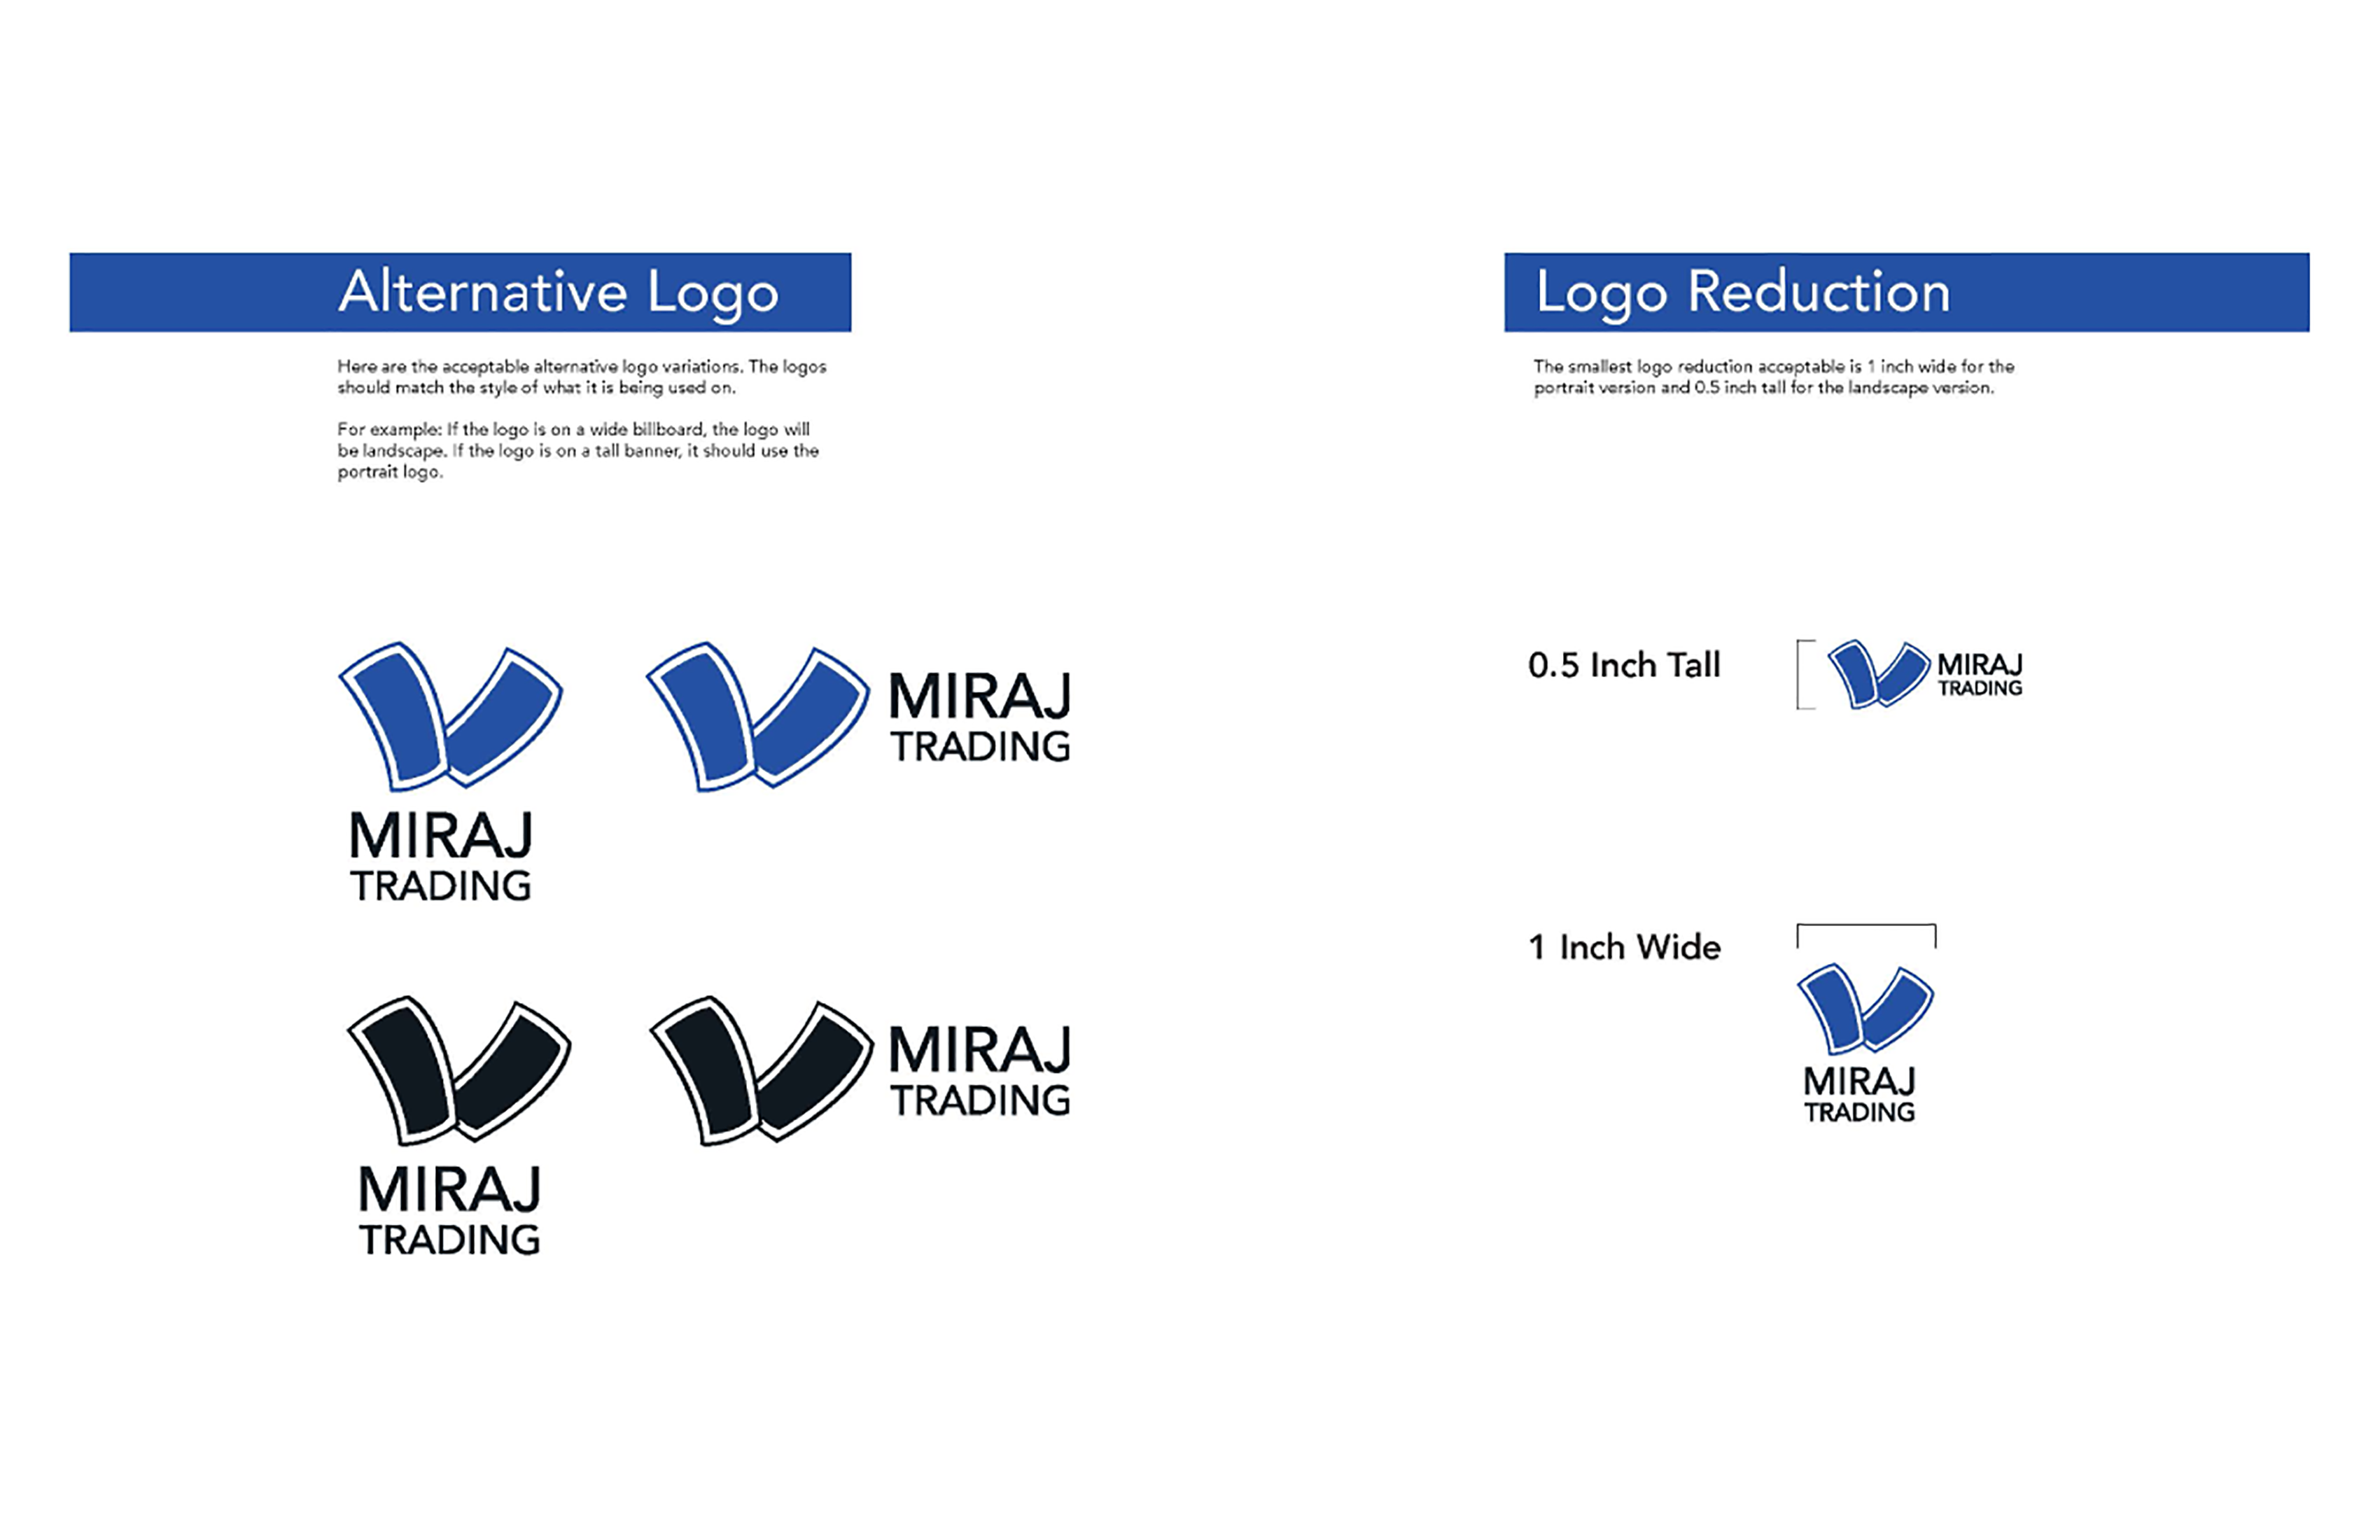 Alternative Logo
Here are the acceptable alternative logo variations. The logos
should match the style of what it is being used on.
For example: If the logo is on a wide billboard, the logo will
be landscape. If the logo is on a tall banner, it should use the
portrait logo.
MIRAJ
TRADING
MIRAJ
TRADING
MIRAJ
TRADING
MIRAJ
TRADING
Logo Reduction
The smallest logo reduction acceptable is 1 inch wide for the
portrait version and 0.5 inch tall for the landscape version.
0.5 Inch Tall
MIRAJ
TRADING
1 Inch Wide
MIRAJ
TRADING